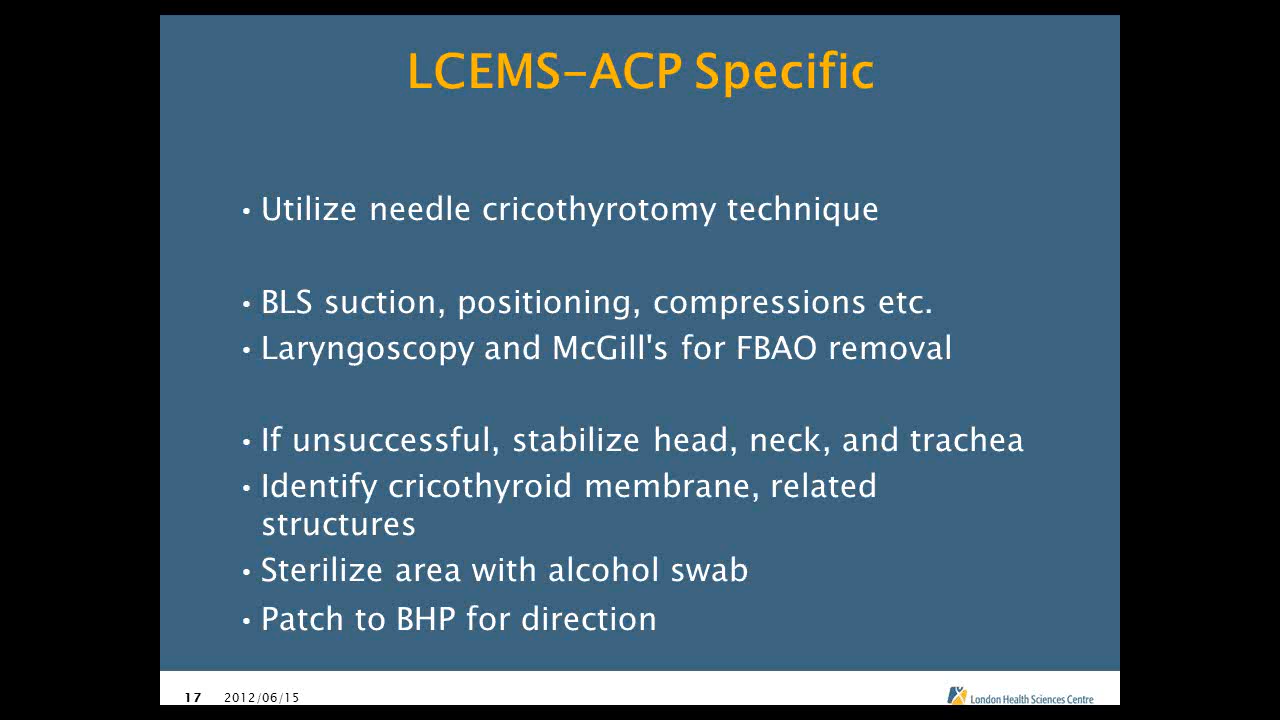 LCEMS-ACP Specific
• Utilize needle cricothyrotomy technique
• BLS suction, positioning, compressions etc.
• Laryngoscopy and McGill's for FBAO removal
• If unsuccessful, stabilize head, neck, and trachea
• Identify cricothyroid membrane, related
structures
• Sterilize area with alcohol swab
• Patch to BHP for direction
17 2012/06/15
London Health Sciences Centre